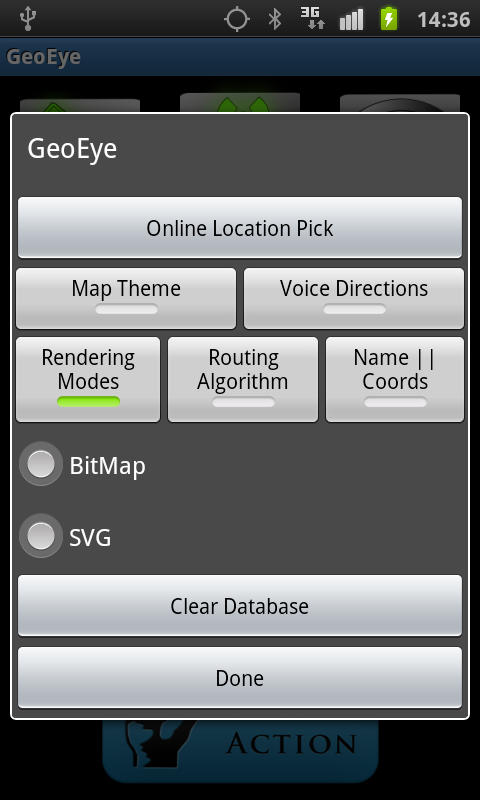 3G 14:36
GeoEye
GeoEye
Online Location Pick
Map Theme
Voice Directions
Rendering
Modes
Routing
Algorithm
Name ||
Coords
BitMap
SVG
Clear Database
Done
ACTION